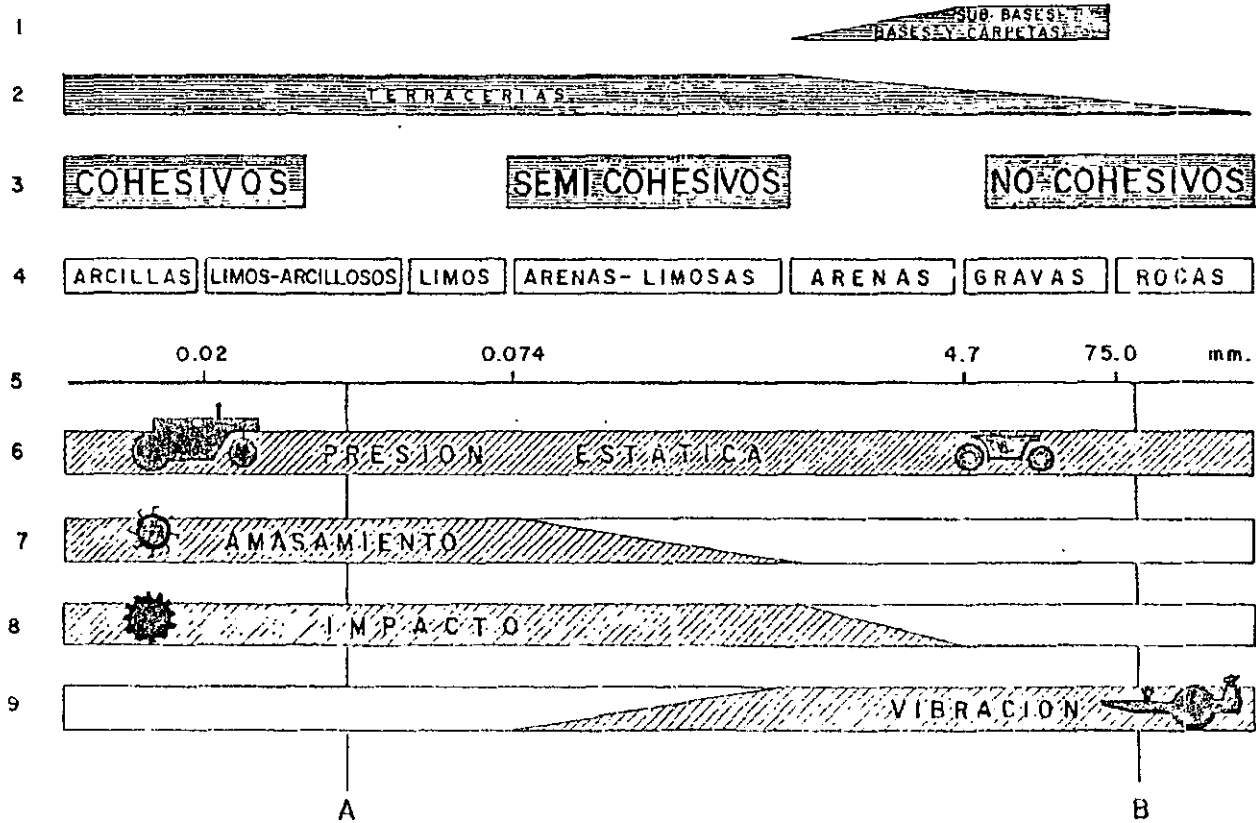 1
SUB-BASES
BASES Y CARPETAS
2
TERRACERIAS
3
COHESIVOS SEMI COHESIVOS NO-COHESIVOS
4
ARCILLAS LIMOS-ARCILLOSOS LIMOS ARENAS-LIMOSAS ARENAS GRAVAS ROCAS
0.02 0.074 4.7 75.0 mm.
5
6
PRESION ESTATICA
7
AMASAMIENTO
8
IMPACTO
9
VIBRACION
A B